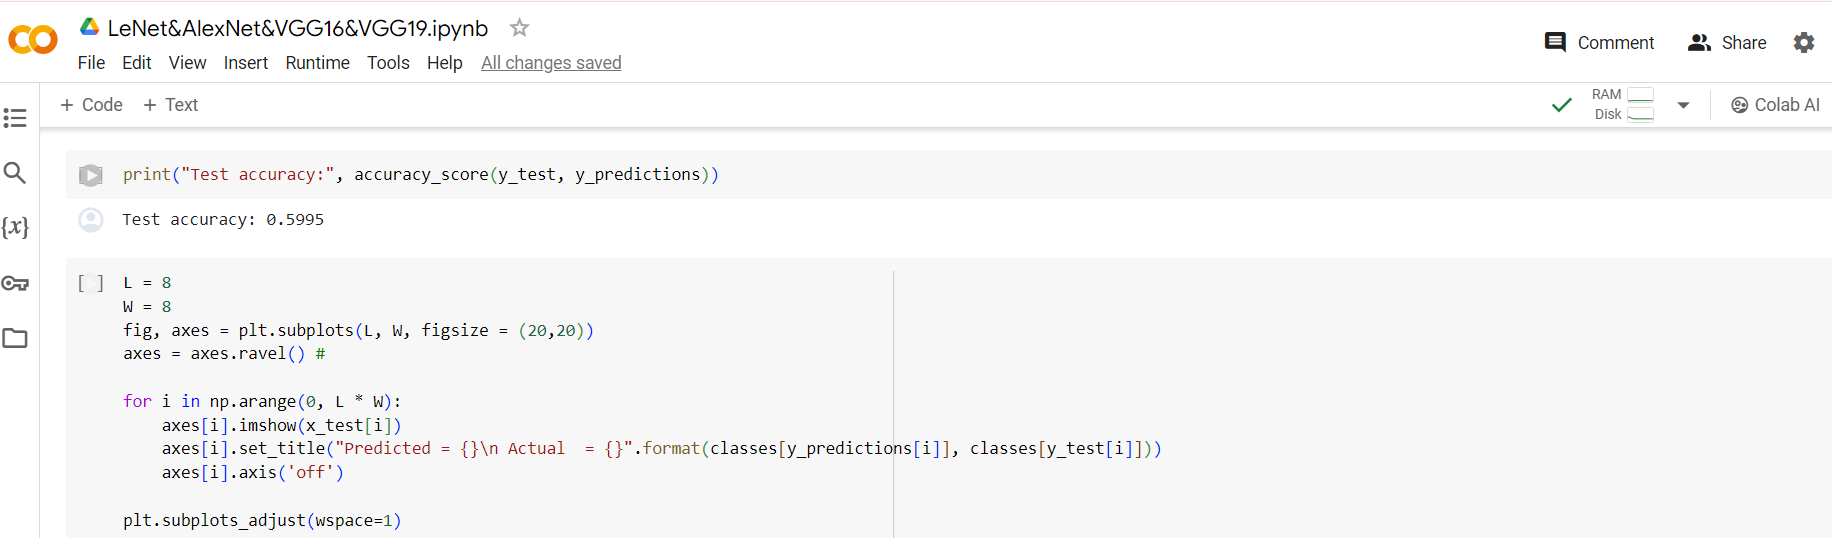 LeNet&AlexNet&VGG16&VGG19.ipynb
File Edit View Insert Runtime Tools Help All changes saved
Comment Share
+ Code + Text
RAM
Disk
Colab AI
{x}
print("Test accuracy:", accuracy_score(y_test, y_predictions))
Test accuracy: 0.5995
[ ] L = 8
W = 8
fig, axes = plt.subplots(L, W, figsize = (20,20))
axes = axes.ravel() #
for i in np.arange(0, L * W):
    axes[i].imshow(x_test[i])
    axes[i].set_title("Predicted = {}\n Actual  = {}".format(classes[y_predictions[i]], classes[y_test[i]]))
    axes[i].axis('off')
plt.subplots_adjust(wspace=1)